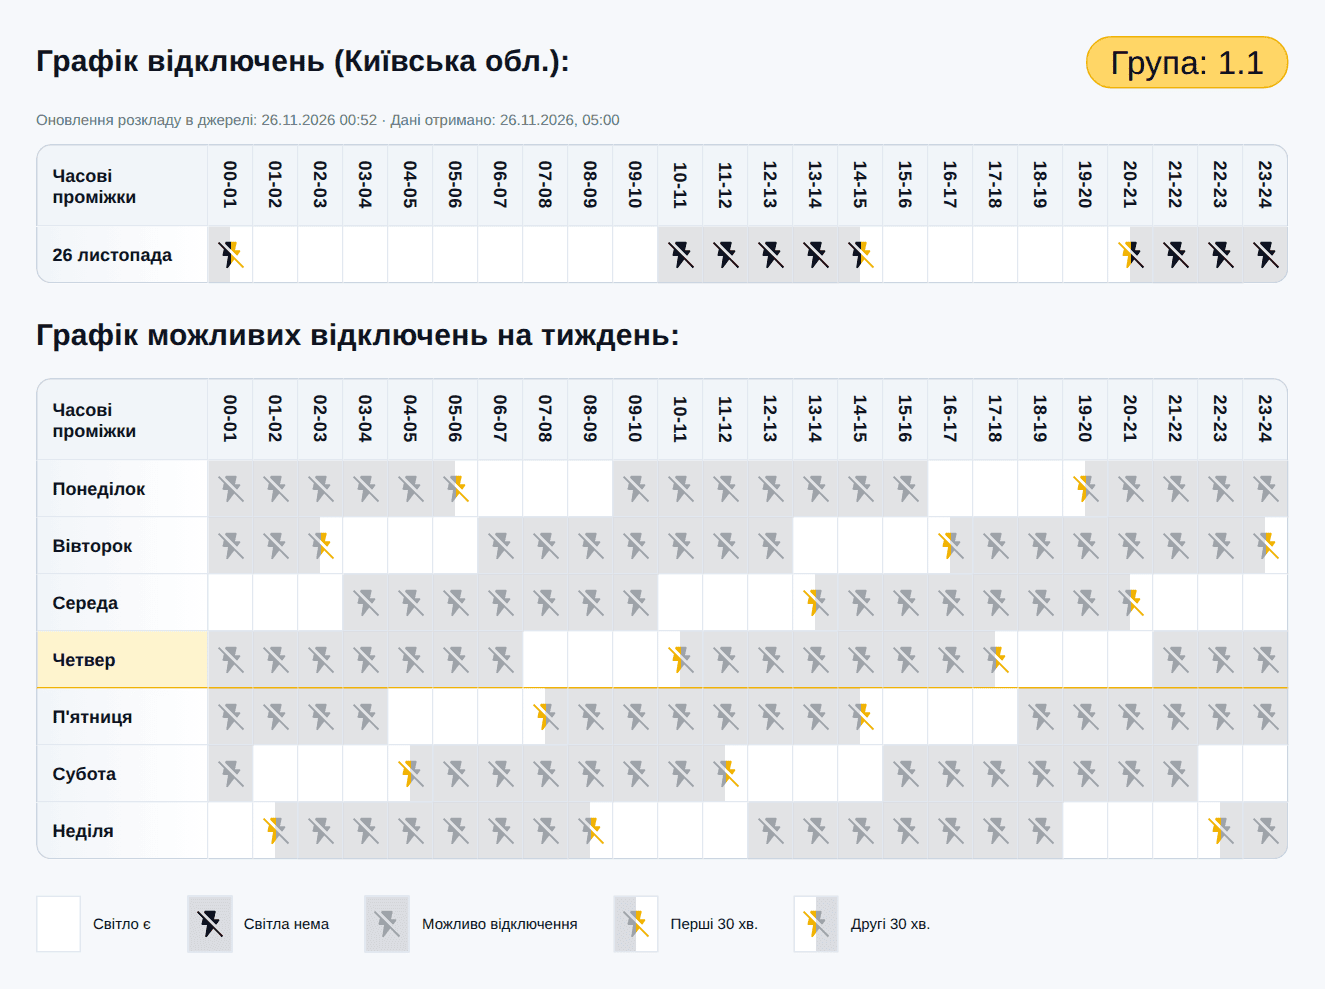 Графік відключень (Київська обл.):
Група: 1.1
Оновлення розкладу в джерелі: 26.11.2026 00:52 · Дані отримано: 26.11.2026, 05:00
Часові проміжки 00-01 01-02 02-03 03-04 04-05 05-06 06-07 07-08 08-09 09-10 10-11 11-12 12-13 13-14 14-15 15-16 16-17 17-18 18-19 19-20 20-21 21-22 22-23 23-24
26 листопада
Графік можливих відключень на тиждень:
Часові проміжки 00-01 01-02 02-03 03-04 04-05 05-06 06-07 07-08 08-09 09-10 10-11 11-12 12-13 13-14 14-15 15-16 16-17 17-18 18-19 19-20 20-21 21-22 22-23 23-24
Понеділок
Вівторок
Середа
Четвер
П'ятниця
Субота
Неділя
Світло є Світла нема Можливо відключення Перші 30 хв. Другі 30 хв.